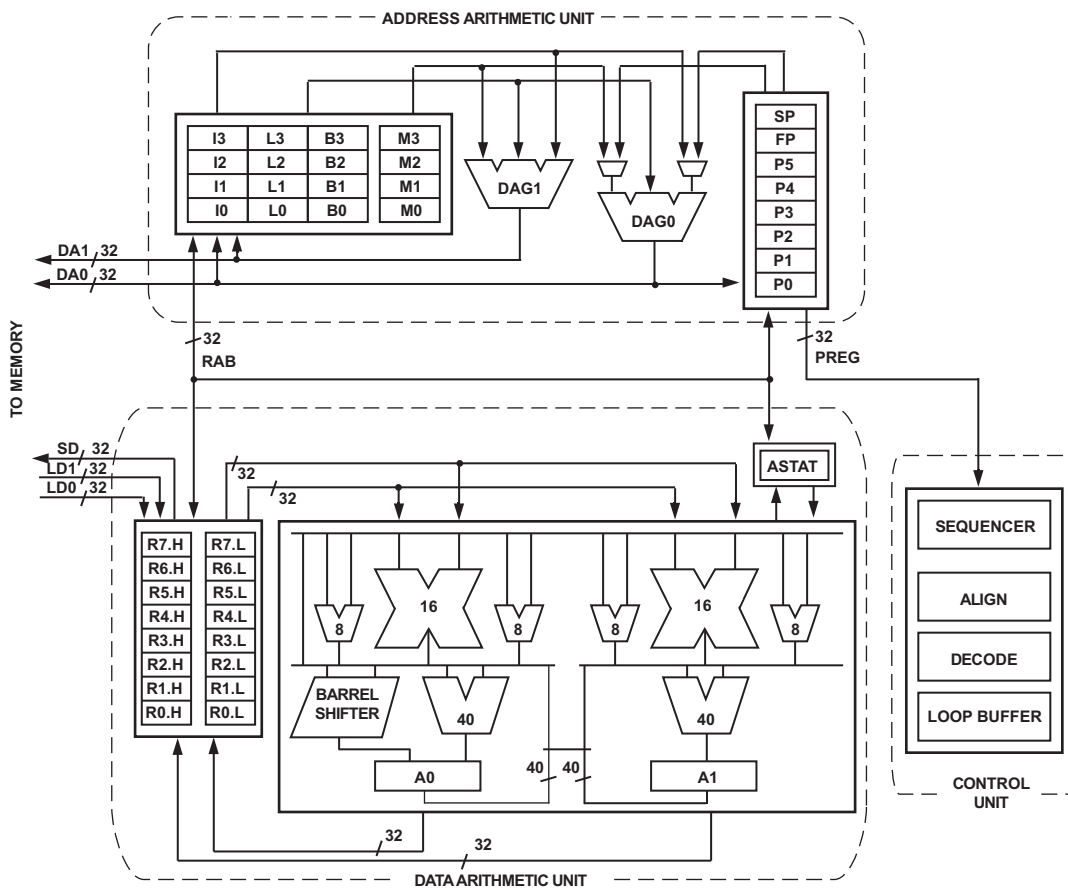 ADDRESS ARITHMETIC UNIT
I3 L3 B3 M3
I2 L2 B2 M2
I1 L1 B1 M1
I0 L0 B0 M0
DAG1
DAG0
SP
FP
P5
P4
P3
P2
P1
P0
DA1 32
DA0 32
TO MEMORY
32
RAB
32
PREG
SD 32
LD1 32
LD0 32
32
32
ASTAT
R7.H R7.L
R6.H R6.L
R5.H R5.L
R4.H R4.L
R3.H R3.L
R2.H R2.L
R1.H R1.L
R0.H R0.L
16
8
8
8
16
8
BARREL
SHIFTER
40
40
A0
40
40
A1
32
32
DATA ARITHMETIC UNIT
SEQUENCER
ALIGN
DECODE
LOOP BUFFER
CONTROL
UNIT